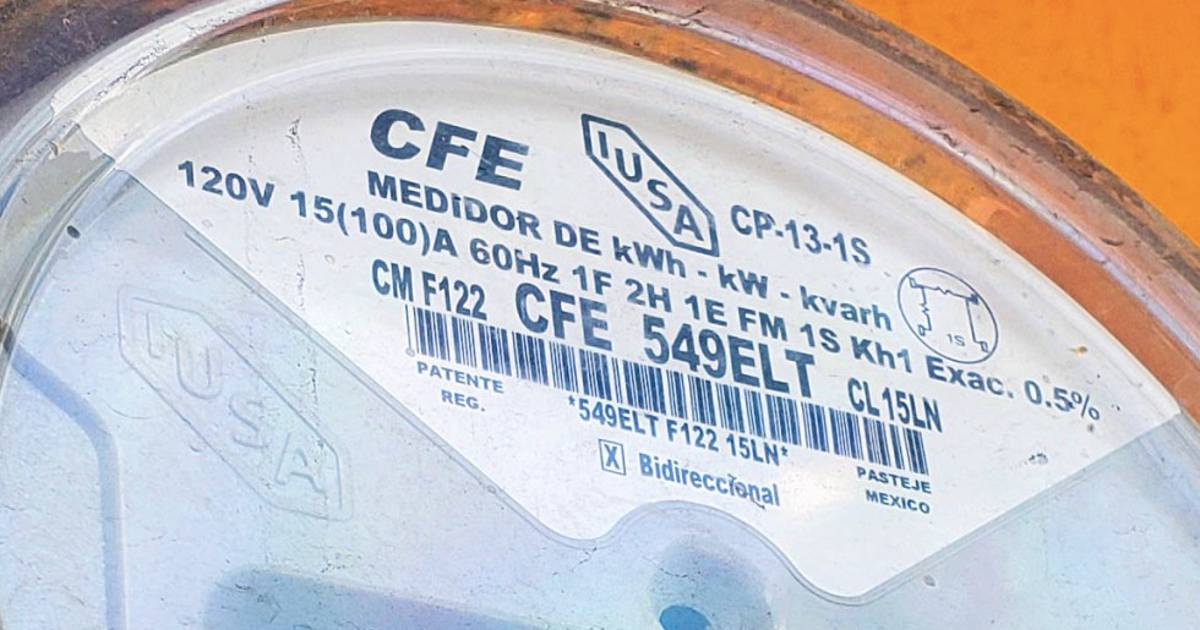 CFE
IUSA
CP-13-1S
MEDIDOR DE kWh - kW - kvarh
120V 15(100)A 60Hz 1F 2H 1E FM 1S Kh1 Exac. 0.5%
1S
CM F122 CFE 549ELT CL 15LN
PATENTE
REG.
*549ELT F122 15LN*
X Bidireccional
PASTEJE
MEXICO
IUSA